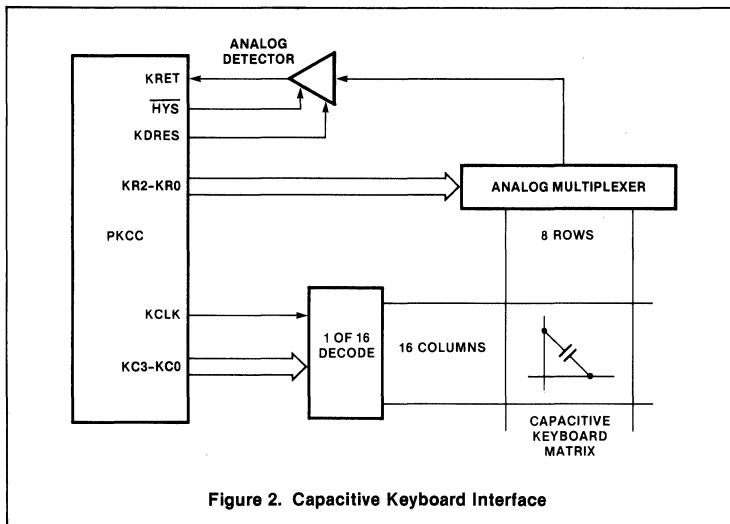 ANALOG
DETECTOR
KRET
H̅Y̅S̅
KDRES
KR2-KR0
ANALOG MULTIPLEXER
PKCC
8 ROWS
KCLK
1 OF 16
DECODE
16 COLUMNS
KC3-KC0
CAPACITIVE
KEYBOARD
MATRIX
Figure 2. Capacitive Keyboard Interface